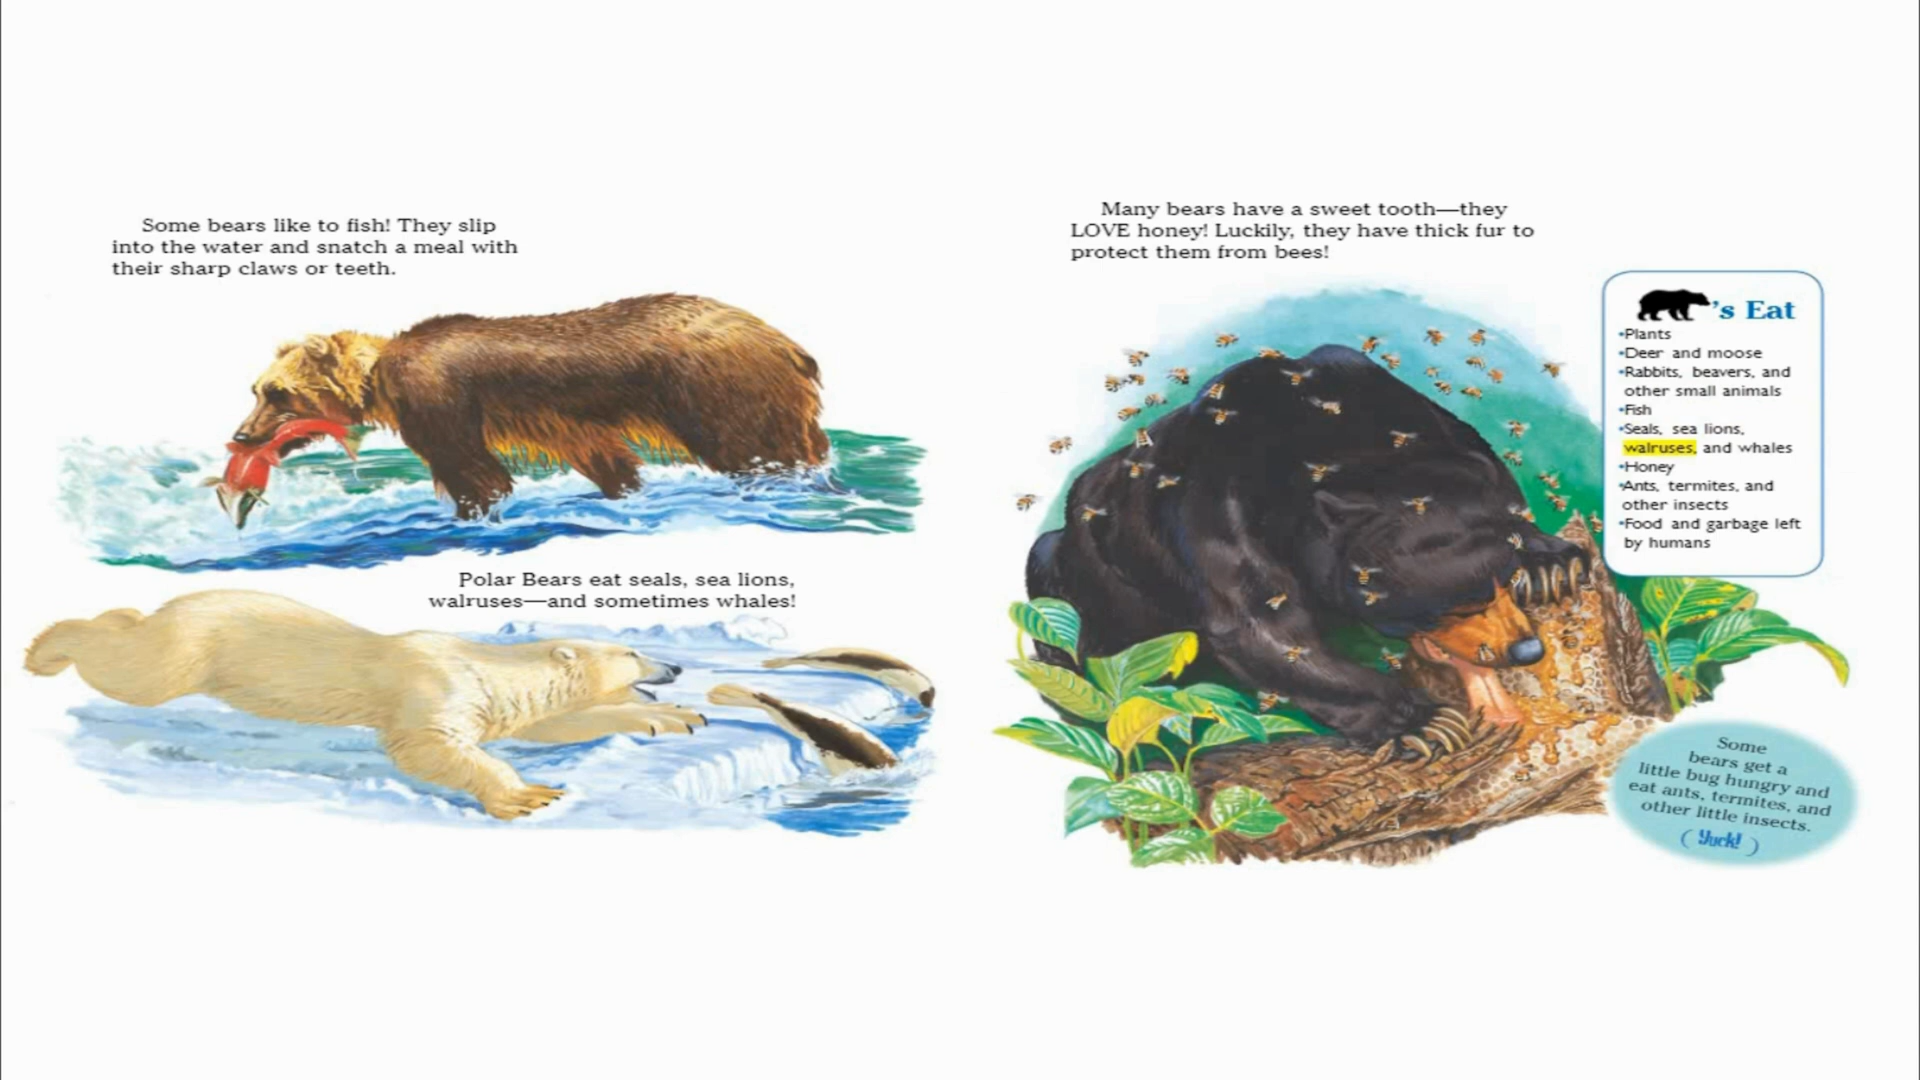 Some bears like to fish! They slip
into the water and snatch a meal with
their sharp claws or teeth.
Polar Bears eat seals, sea lions,
walruses—and sometimes whales!
Many bears have a sweet tooth—they
LOVE honey! Luckily, they have thick fur to
protect them from bees!
's Eat
•Plants
•Deer and moose
•Rabbits, beavers, and
other small animals
•Fish
•Seals, sea lions,
walruses, and whales
•Honey
•Ants, termites, and
other insects
•Food and garbage left
by humans
Some
bears get a
little bug hungry and
eat ants, termites, and
other little insects.
( Yuck! )